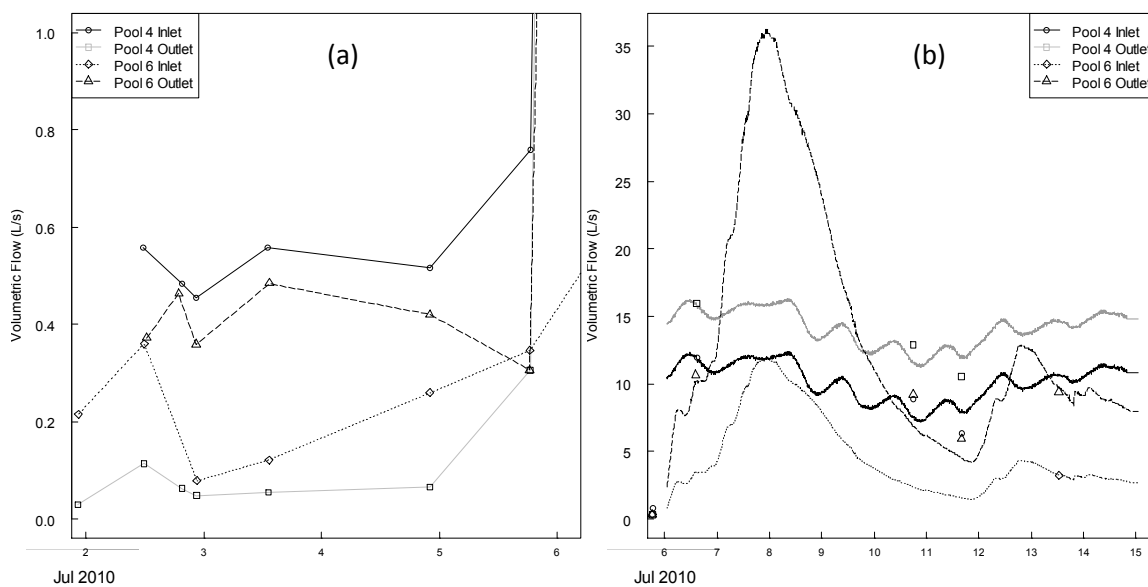 (a)
Pool 4 Inlet
Pool 4 Outlet
Pool 6 Inlet
Pool 6 Outlet
Volumetric Flow (L/s)
1.0
0.8
0.6
0.4
0.2
0.0
2 3 4 5 6
Jul 2010
(b)
Pool 4 Inlet
Pool 4 Outlet
Pool 6 Inlet
Pool 6 Outlet
Volumetric Flow (L/s)
35
30
25
20
15
10
5
0
6 7 8 9 10 11 12 13 14 15
Jul 2010